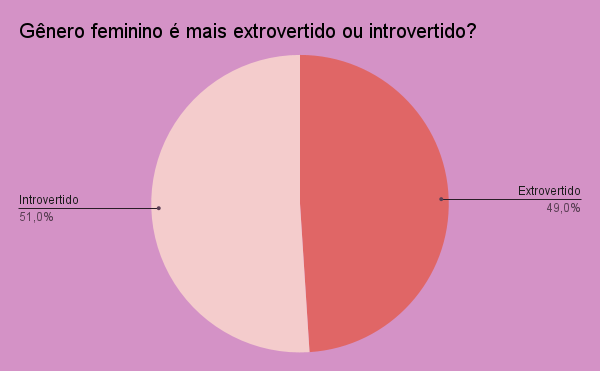 Gênero feminino é mais extrovertido ou introvertido?
Extrovertido
49,0%
Introvertido
51,0%